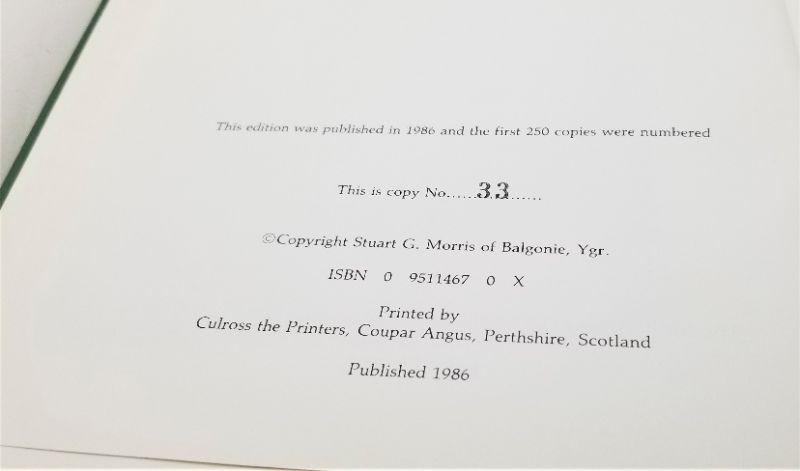 This edition was published in 1986 and the first 250 copies were numbered
This is copy No......33......
©Copyright Stuart G. Morris of Balgonie, Ygr.
ISBN 0 9511467 0 X
Printed by
Culross the Printers, Coupar Angus, Perthshire, Scotland
Published 1986